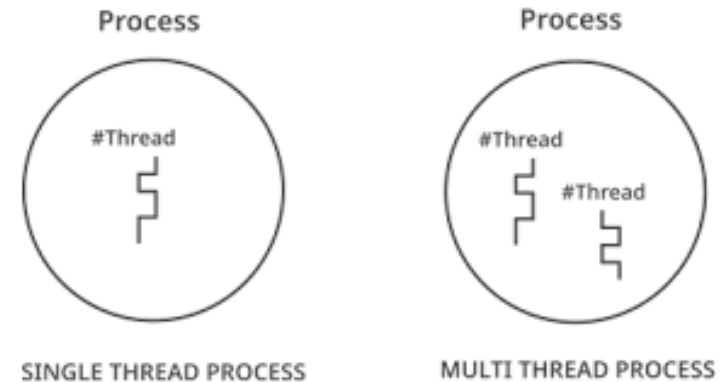 Process
#Thread
SINGLE THREAD PROCESS
Process
#Thread
#Thread
MULTI THREAD PROCESS